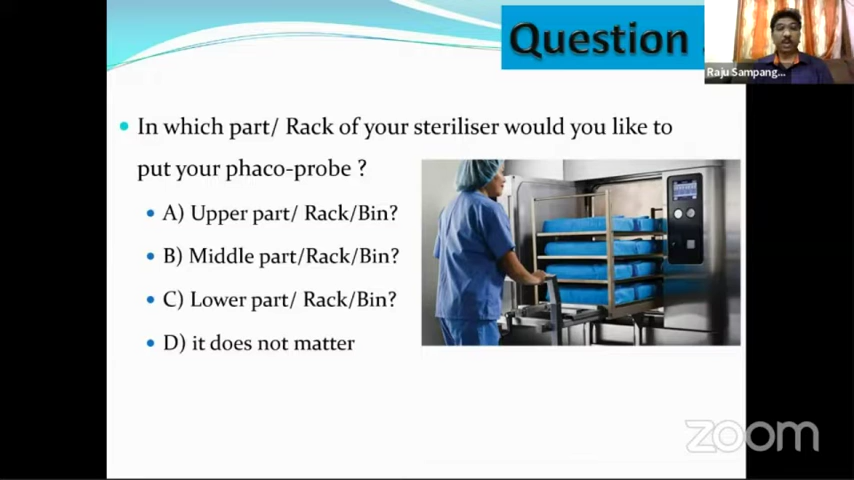 Question
Raju Sampang...
In which part/ Rack of your steriliser would you like to
put your phaco-probe ?
A) Upper part/ Rack/Bin?
B) Middle part/Rack/Bin?
C) Lower part/ Rack/Bin?
D) it does not matter
zoom